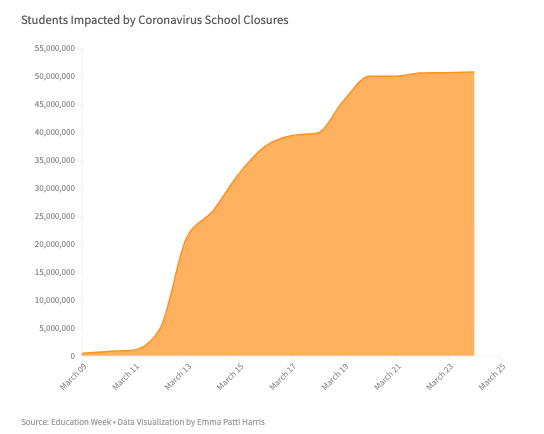 Students Impacted by Coronavirus School Closures
55,000,000
50,000,000
45,000,000
40,000,000
35,000,000
30,000,000
25,000,000
20,000,000
15,000,000
10,000,000
5,000,000
0
March 09
March 11
March 13
March 15
March 17
March 19
March 21
March 23
March 25
Source: Education Week • Data Visualization by Emma Patti Harris